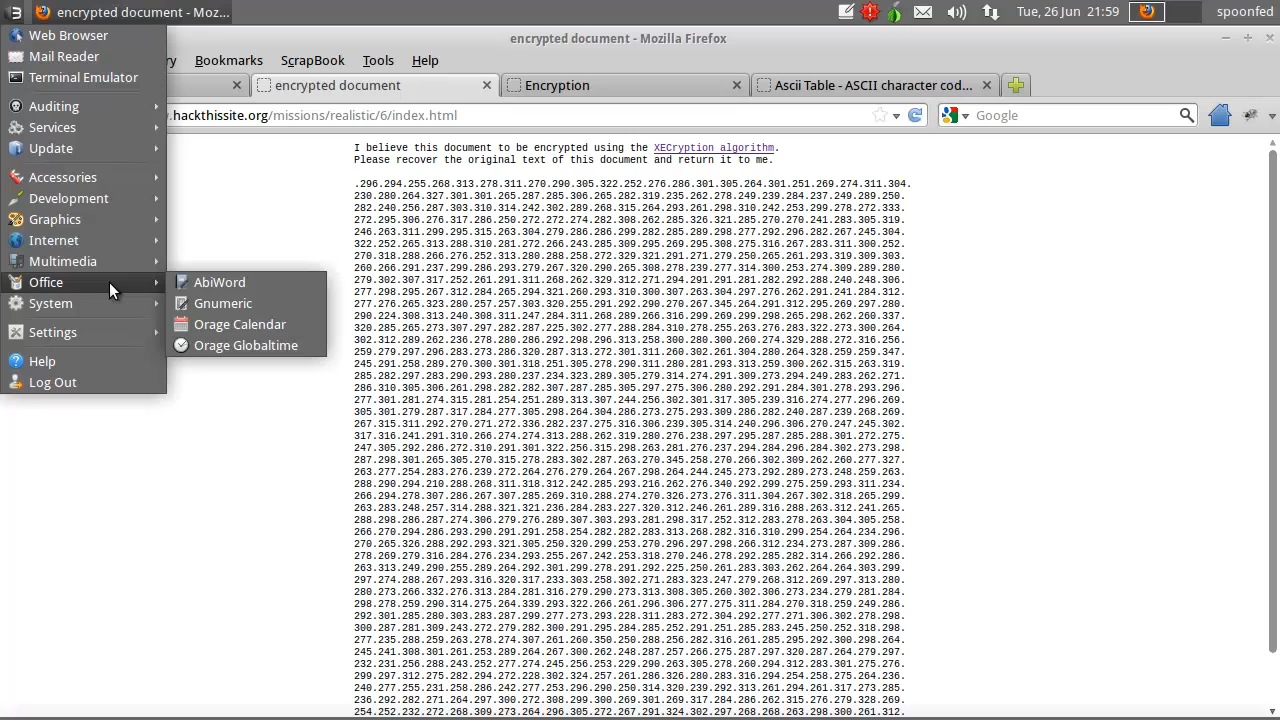 encrypted document - Moz...
Tue, 26 Jun 21:59
spoonfed
encrypted document - Mozilla Firefox
ry Bookmarks ScrapBook Tools Help
encrypted document
Encryption
Ascii Table - ASCII character cod...
.hackthissite.org/missions/realistic/6/index.html
Google
Web Browser
Mail Reader
Terminal Emulator
Auditing
Services
Update
Accessories
Development
Graphics
Internet
Multimedia
Office
System
Settings
Help
Log Out
AbiWord
Gnumeric
Orage Calendar
Orage Globaltime
I believe this document to be encrypted using the XECryption algorithm.
Please recover the original text of this document and return it to me.
.296.294.255.268.313.278.311.270.290.305.322.252.276.286.301.305.264.301.251.269.274.311.304.
230.280.264.327.301.301.265.287.285.306.265.282.319.235.262.278.249.239.284.237.249.289.250.
282.240.256.287.303.310.314.242.302.289.268.315.264.293.261.298.310.242.253.299.278.272.333.
272.295.306.276.317.286.250.272.272.274.282.308.262.285.326.321.285.270.270.241.283.305.319.
246.263.311.299.295.315.263.304.279.286.286.299.282.285.289.298.277.292.296.282.267.245.304.
322.252.265.313.288.310.281.272.266.243.285.309.295.269.295.308.275.316.267.283.311.300.252.
270.318.288.266.276.252.313.280.288.258.285.252.258.291.263.321.291.253.261.293.319.309.303.
260.266.291.237.299.286.293.279.267.320.290.265.308.278.239.277.314.300.253.274.309.289.280.
279.302.307.317.252.261.291.311.268.262.329.312.271.294.291.291.281.282.292.288.240.248.306.
277.298.295.267.312.284.265.294.321.260.293.310.300.307.263.304.297.276.262.291.241.284.312.
277.276.265.323.280.257.257.303.320.255.291.292.290.270.267.345.264.291.312.295.269.297.280.
290.224.308.313.240.308.311.247.284.311.268.289.266.316.299.269.299.298.265.298.262.260.337.
320.285.265.273.307.297.282.287.225.302.277.288.284.310.278.255.263.276.283.322.273.300.264.
302.312.289.262.236.278.280.286.292.298.296.313.258.300.280.300.260.274.329.288.272.316.256.
259.279.297.296.283.273.286.320.287.313.272.301.311.260.302.261.304.280.264.328.259.259.347.
245.291.258.289.270.300.301.318.251.305.278.290.311.280.281.293.313.259.300.262.315.263.319.
285.282.297.283.290.293.280.237.234.323.289.305.279.314.274.291.309.273.294.249.283.262.271.
286.310.305.306.261.298.282.282.307.287.285.305.297.275.306.280.292.291.284.301.278.293.296.
277.301.281.274.315.281.254.251.289.313.307.244.256.302.301.317.305.239.316.274.277.296.269.
305.301.279.287.317.284.277.305.298.264.304.286.273.275.293.309.286.282.240.287.239.268.269.
267.315.311.292.270.271.272.336.282.237.275.316.306.239.305.314.240.296.306.270.247.245.302.
317.316.241.291.310.266.274.274.313.288.262.319.280.276.238.297.295.287.285.288.301.272.275.
247.305.292.286.272.310.291.301.322.256.315.298.263.281.276.237.294.284.296.284.302.273.298.
287.298.301.265.305.270.315.278.283.302.287.263.270.345.258.270.266.302.309.262.260.277.327.
263.277.254.283.276.239.272.264.276.279.264.267.298.264.244.245.273.292.289.273.248.259.263.
288.290.294.210.288.268.311.318.312.242.285.293.216.262.276.340.292.299.275.259.293.311.234.
266.294.278.307.286.267.307.285.269.310.288.274.270.326.273.276.311.304.267.302.318.265.299.
263.283.248.257.314.288.321.321.236.284.283.227.320.312.246.261.289.316.288.263.312.241.265.
288.298.286.287.274.306.279.276.289.307.303.293.281.298.317.252.312.283.278.263.304.305.258.
266.270.294.286.293.290.291.291.258.254.282.282.283.313.268.282.316.310.299.254.264.234.296.
270.265.326.288.292.293.321.305.250.320.299.253.270.296.297.298.266.312.234.273.287.309.286.
278.269.279.316.284.276.234.293.255.267.242.253.318.270.246.278.292.285.282.314.266.292.286.
263.313.249.290.255.289.264.292.301.299.278.291.292.225.250.261.283.303.262.264.264.303.299.
297.274.288.267.293.316.320.317.233.303.258.302.271.283.323.247.279.268.312.269.297.313.280.
280.273.266.332.276.313.284.281.316.279.290.273.313.308.305.260.302.306.273.234.279.281.284.
298.278.259.290.314.275.264.339.293.322.266.261.296.306.277.275.311.284.270.318.259.249.286.
292.301.285.280.303.283.287.299.277.273.293.228.311.283.272.304.292.277.271.306.302.278.298.
300.287.281.309.243.272.279.282.300.291.295.284.285.252.291.251.285.283.245.250.252.318.298.
277.235.288.259.263.278.274.307.261.260.350.250.288.256.282.316.261.285.295.292.300.298.264.
245.241.308.301.261.253.289.264.267.300.262.248.287.257.266.275.297.320.287.264.279.297.
232.231.256.288.243.252.277.274.245.256.253.229.290.263.305.278.260.294.312.283.301.275.276.
299.297.312.275.282.294.272.228.302.324.257.261.286.326.280.283.316.294.254.258.275.264.236.
240.277.255.231.258.286.242.277.253.296.290.250.314.320.239.292.313.261.294.261.317.273.285.
236.292.282.271.264.297.300.272.308.299.300.269.301.269.317.284.286.262.315.276.279.328.269.
254.252.232.272.268.309.273.264.296.305.272.267.291.324.302.297.268.268.263.298.300.261.312.